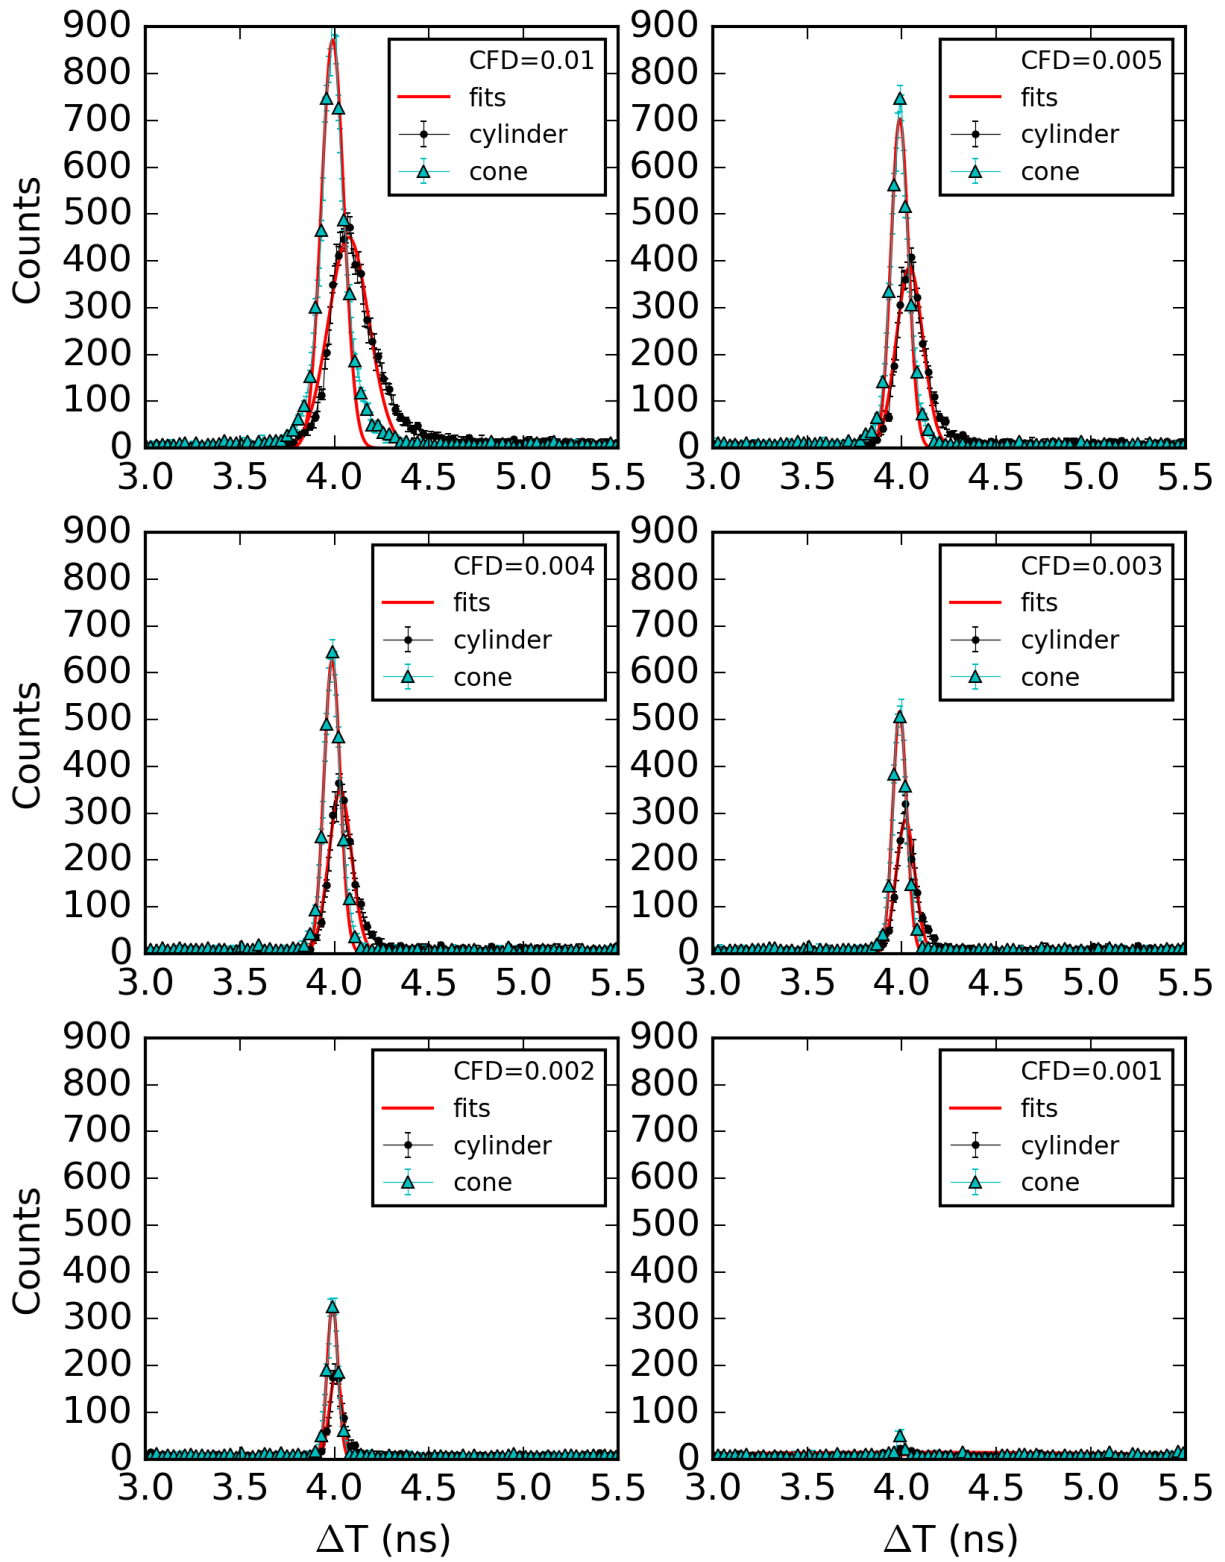 900
800
700
600
500
400
300
200
100
0
Counts
3.0 3.5 4.0 4.5 5.0 5.5
CFD=0.01
fits
cylinder
cone
900
800
700
600
500
400
300
200
100
0
3.0 3.5 4.0 4.5 5.0 5.5
CFD=0.005
fits
cylinder
cone
900
800
700
600
500
400
300
200
100
0
Counts
3.0 3.5 4.0 4.5 5.0 5.5
CFD=0.004
fits
cylinder
cone
900
800
700
600
500
400
300
200
100
0
3.0 3.5 4.0 4.5 5.0 5.5
CFD=0.003
fits
cylinder
cone
900
800
700
600
500
400
300
200
100
0
Counts
3.0 3.5 4.0 4.5 5.0 5.5
ΔT (ns)
CFD=0.002
fits
cylinder
cone
900
800
700
600
500
400
300
200
100
0
3.0 3.5 4.0 4.5 5.0 5.5
ΔT (ns)
CFD=0.001
fits
cylinder
cone